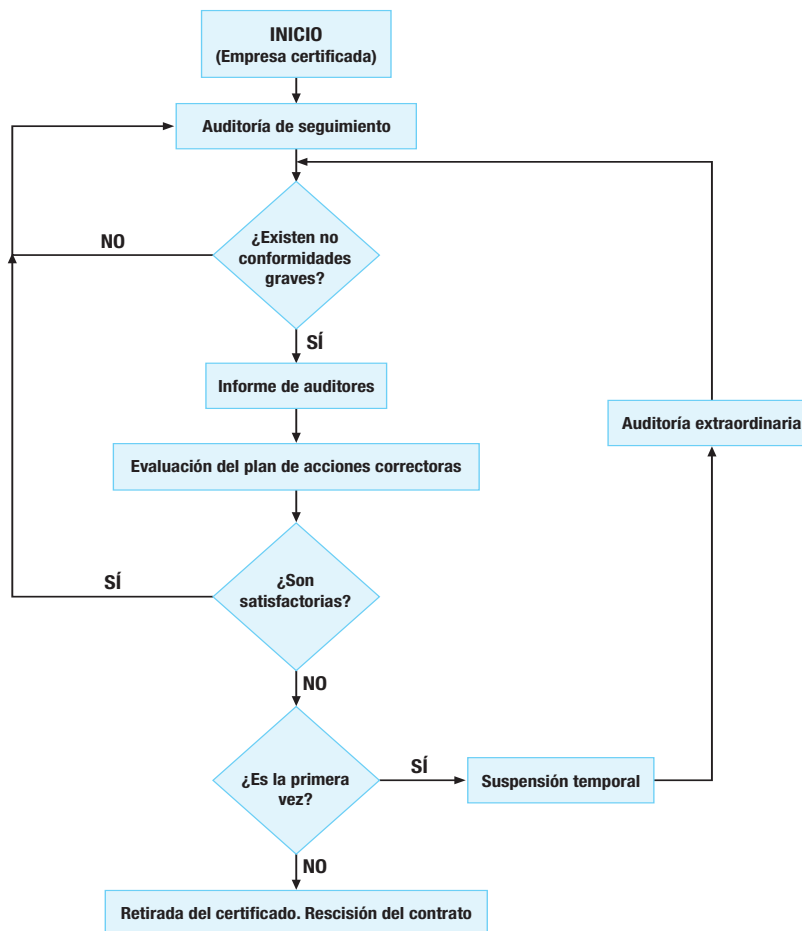 INICIO
(Empresa certificada)
Auditoría de seguimiento
NO
¿Existen no
conformidades
graves?
SÍ
Informe de auditores
Auditoría extraordinaria
Evaluación del plan de acciones correctoras
SÍ
¿Son
satisfactorias?
NO
¿Es la primera
vez?
SÍ
Suspensión temporal
NO
Retirada del certificado. Rescisión del contrato